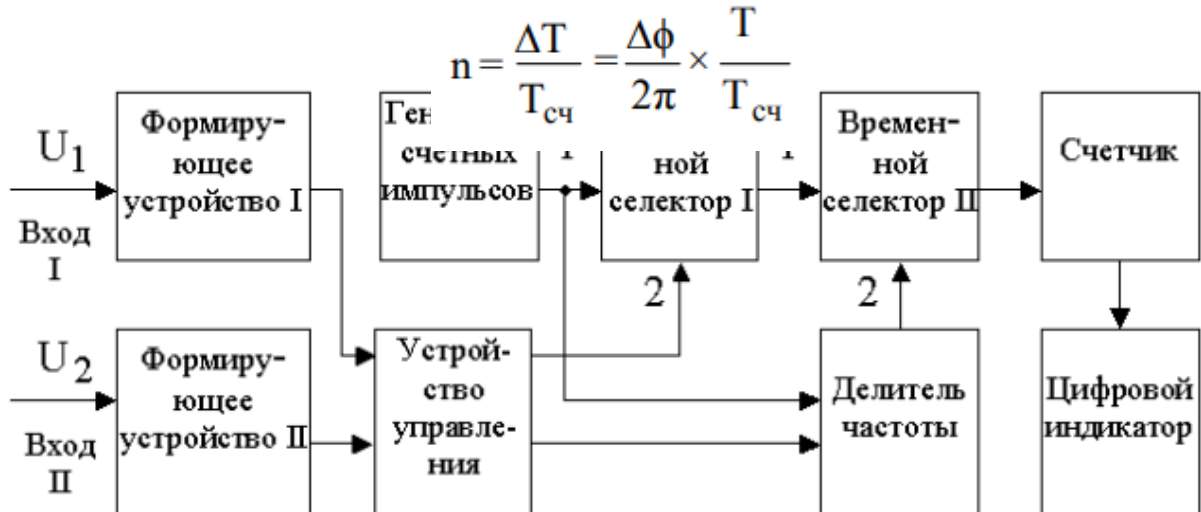 n = ΔT / Tсч = Δϕ / 2π × T / Tсч
U1
Вход
I
Формиру-
ющее
устройство I
счетных
импульсов
ной
селектор I
2
Времен-
ной
селектор II
2
Счетчик
U2
Вход
II
Формиру-
ющее
устройство II
Устрой-
ство
управле-
ния
Делитель
частоты
Цифровой
индикатор